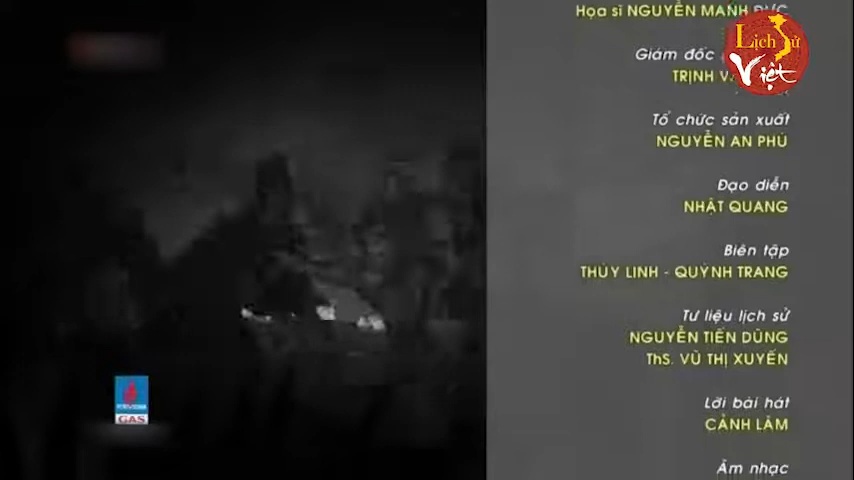 Họa sĩ NGUYỄN MẠNH ĐỨC
Lịch Sử
Việt
Giám đốc
TRỊNH
Tổ chức sản xuất
NGUYỄN AN PHÚ
Đạo diễn
NHẬT QUANG
Biên tập
THÙY LINH - QUỲNH TRANG
Tư liệu lịch sử
NGUYỄN TIẾN DŨNG
ThS. VŨ THỊ XUYẾN
Lời bài hát
CẢNH LÂM
Âm nhạc
GAS